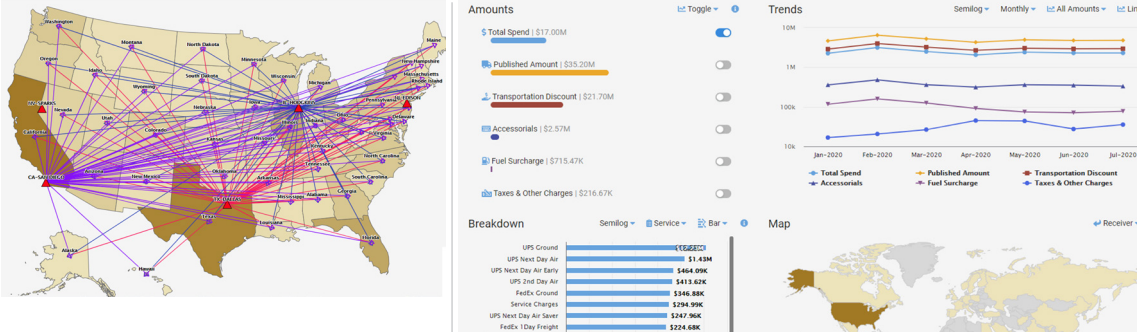 Washington
Montana
North Dakota
Minnesota
Maine
Oregon
Idaho
South Dakota
Wisconsin
Michigan
New Hampshire
Massachusetts
Rhode Island
Wyoming
Nebraska
Iowa
Pennsylvania
Nevada
Utah
Illinois
Indiana
Ohio
Delaware
California
Colorado
Kansas
Missouri
Kentucky
Virginia
Tennessee
North Carolina
Arizona
New Mexico
Oklahoma
Arkansas
South Carolina
Mississippi
Alabama
Georgia
Texas
Louisiana
Florida
Alaska
Hawaii
Amounts
Toggle
$ Total Spend | $17.00M
Published Amount | $35.20M
Transportation Discount | $21.70M
Accessorials | $2.57M
Fuel Surcharge | $715.47K
Taxes & Other Charges | $216.67K
Trends
Semilog Monthly All Amounts
10M
1M
100k
10k
Jan-2020 Feb-2020 Mar-2020 Apr-2020 May-2020 Jun-2020 Jul-2020
Total Spend Published Amount Transportation Discount
Accessorials Fuel Surcharge Taxes & Other Charges
Breakdown
Semilog Service Bar
UPS Ground
UPS Next Day Air $1.43M
UPS Next Day Air Early $464.09K
UPS 2nd Day Air $413.62K
FedEx Ground $346.88K
Service Charges $294.99K
UPS Next Day Air Saver $247.96K
FedEx 1Day Freight $224.68K
Map
Receiver